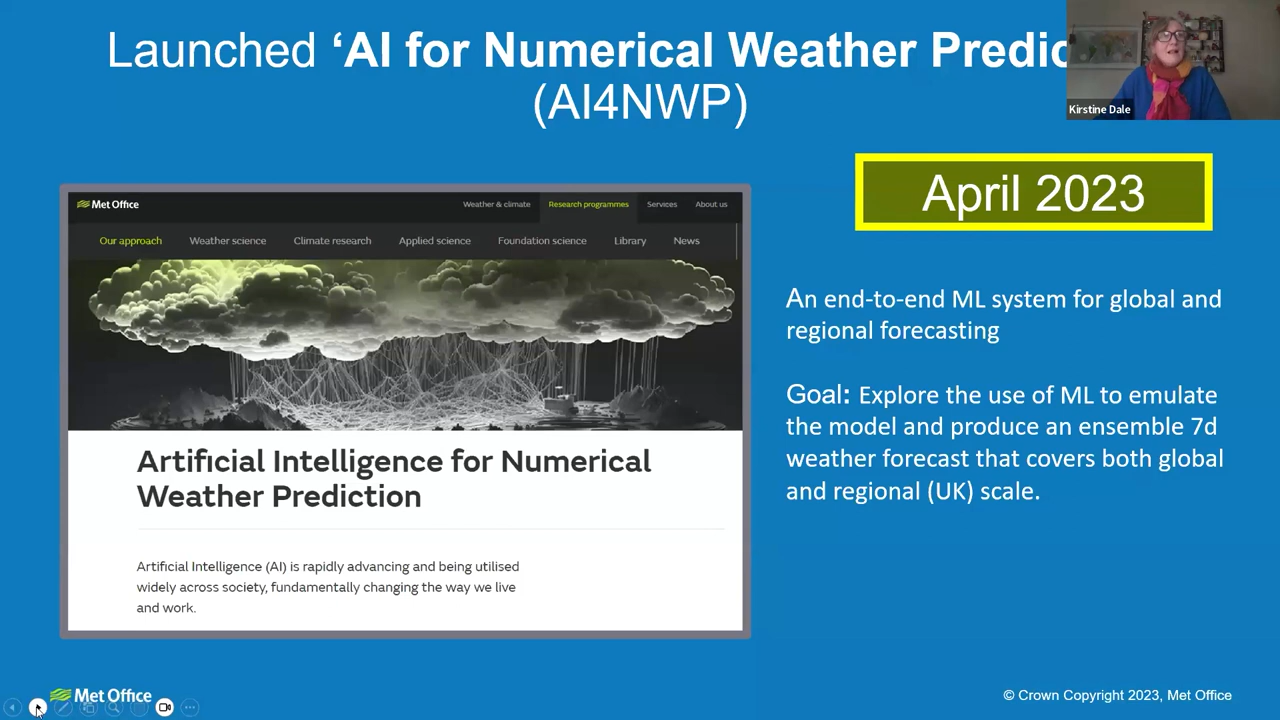 Launched ‘AI for Numerical Weather Predic
(AI4NWP)
Kirstine Dale
April 2023
Met Office
Weather & climate Research programmes Services About us
Our approach Weather science Climate research Applied science Foundation science Library News
Artificial Intelligence for Numerical
Weather Prediction
Artificial Intelligence (AI) is rapidly advancing and being utilised
widely across society, fundamentally changing the way we live
and work.
An end-to-end ML system for global and
regional forecasting
Goal: Explore the use of ML to emulate
the model and produce an ensemble 7d
weather forecast that covers both global
and regional (UK) scale.
Met Office
© Crown Copyright 2023, Met Office